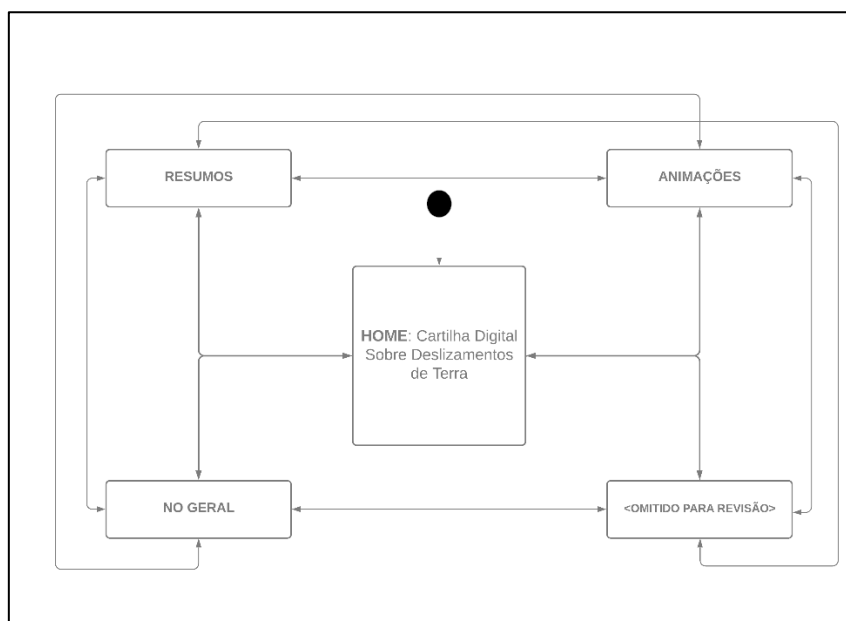 RESUMOS
ANIMAÇÕES
HOME: Cartilha Digital
Sobre Deslizamentos
de Terra
NO GERAL
<OMITIDO PARA REVISÃO>